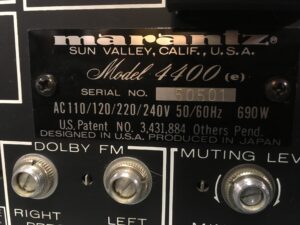 marantz®
SUN VALLEY, CALIF., U.S.A.
Model 4400 (e)
SERIAL NO. 50501
AC 110/120/220/240V 50/60Hz 690W
U.S. Patent NO. 3,431,884 Others Pend.
DESIGNED IN U.S.A. PRODUCED IN JAPAN
DOLBY FM
MUTING LEV
RIGHT
LEFT